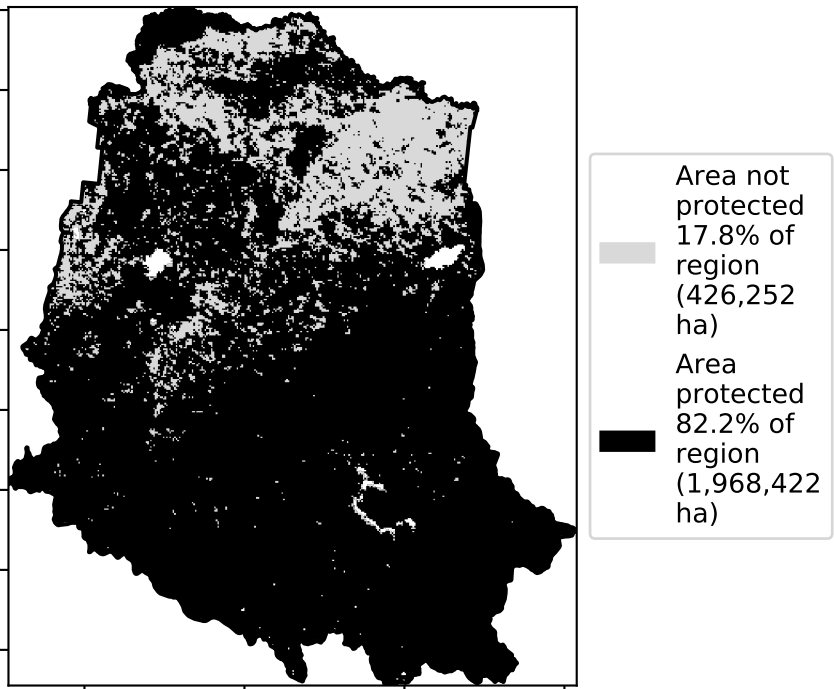 Area not
protected
17.8% of
region
(426,252
ha)
Area
protected
82.2% of
region
(1,968,422
ha)